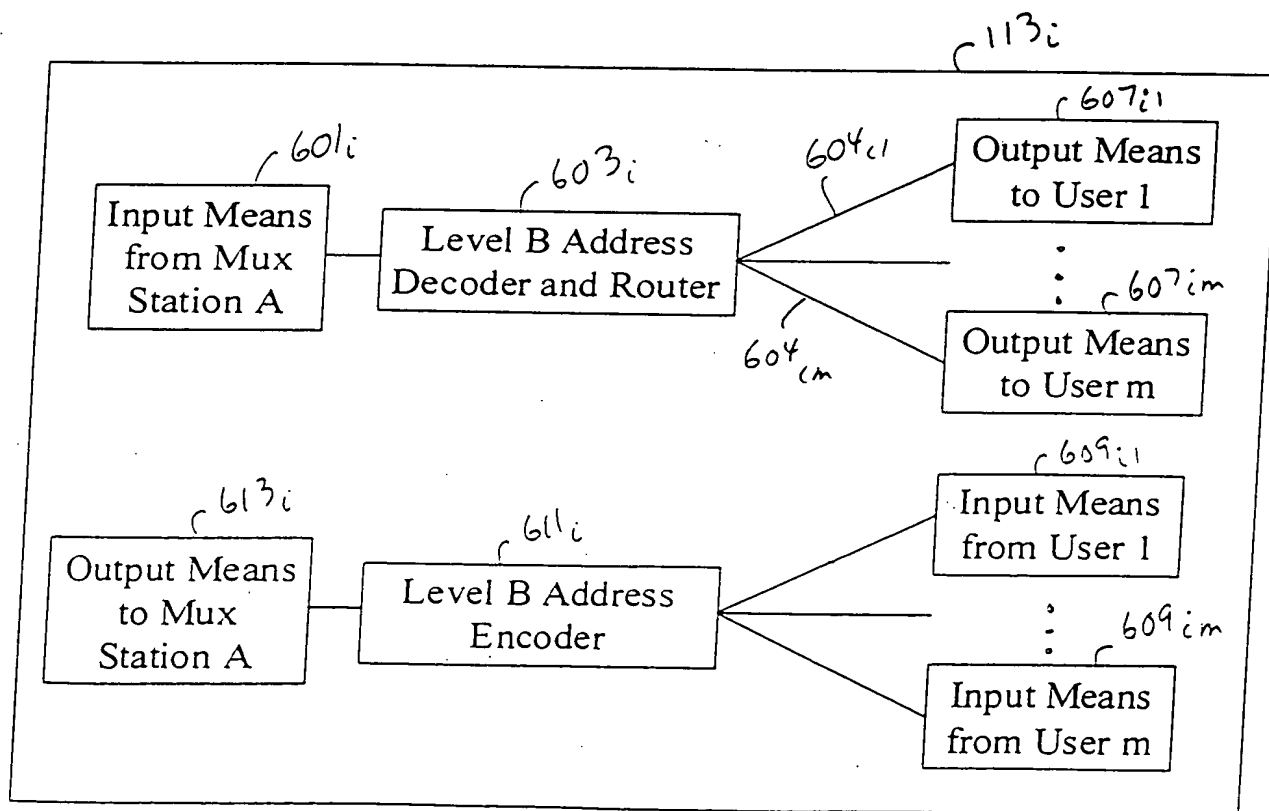 113i
607i1
601i
604i1
Output Means
to User 1
603i
Input Means
from Mux
Station A
Level B Address
Decoder and Router
607im
604im
Output Means
to User m
609i1
613i
Input Means
from User 1
611i
Output Means
to Mux
Station A
Level B Address
Encoder
609im
Input Means
from User m